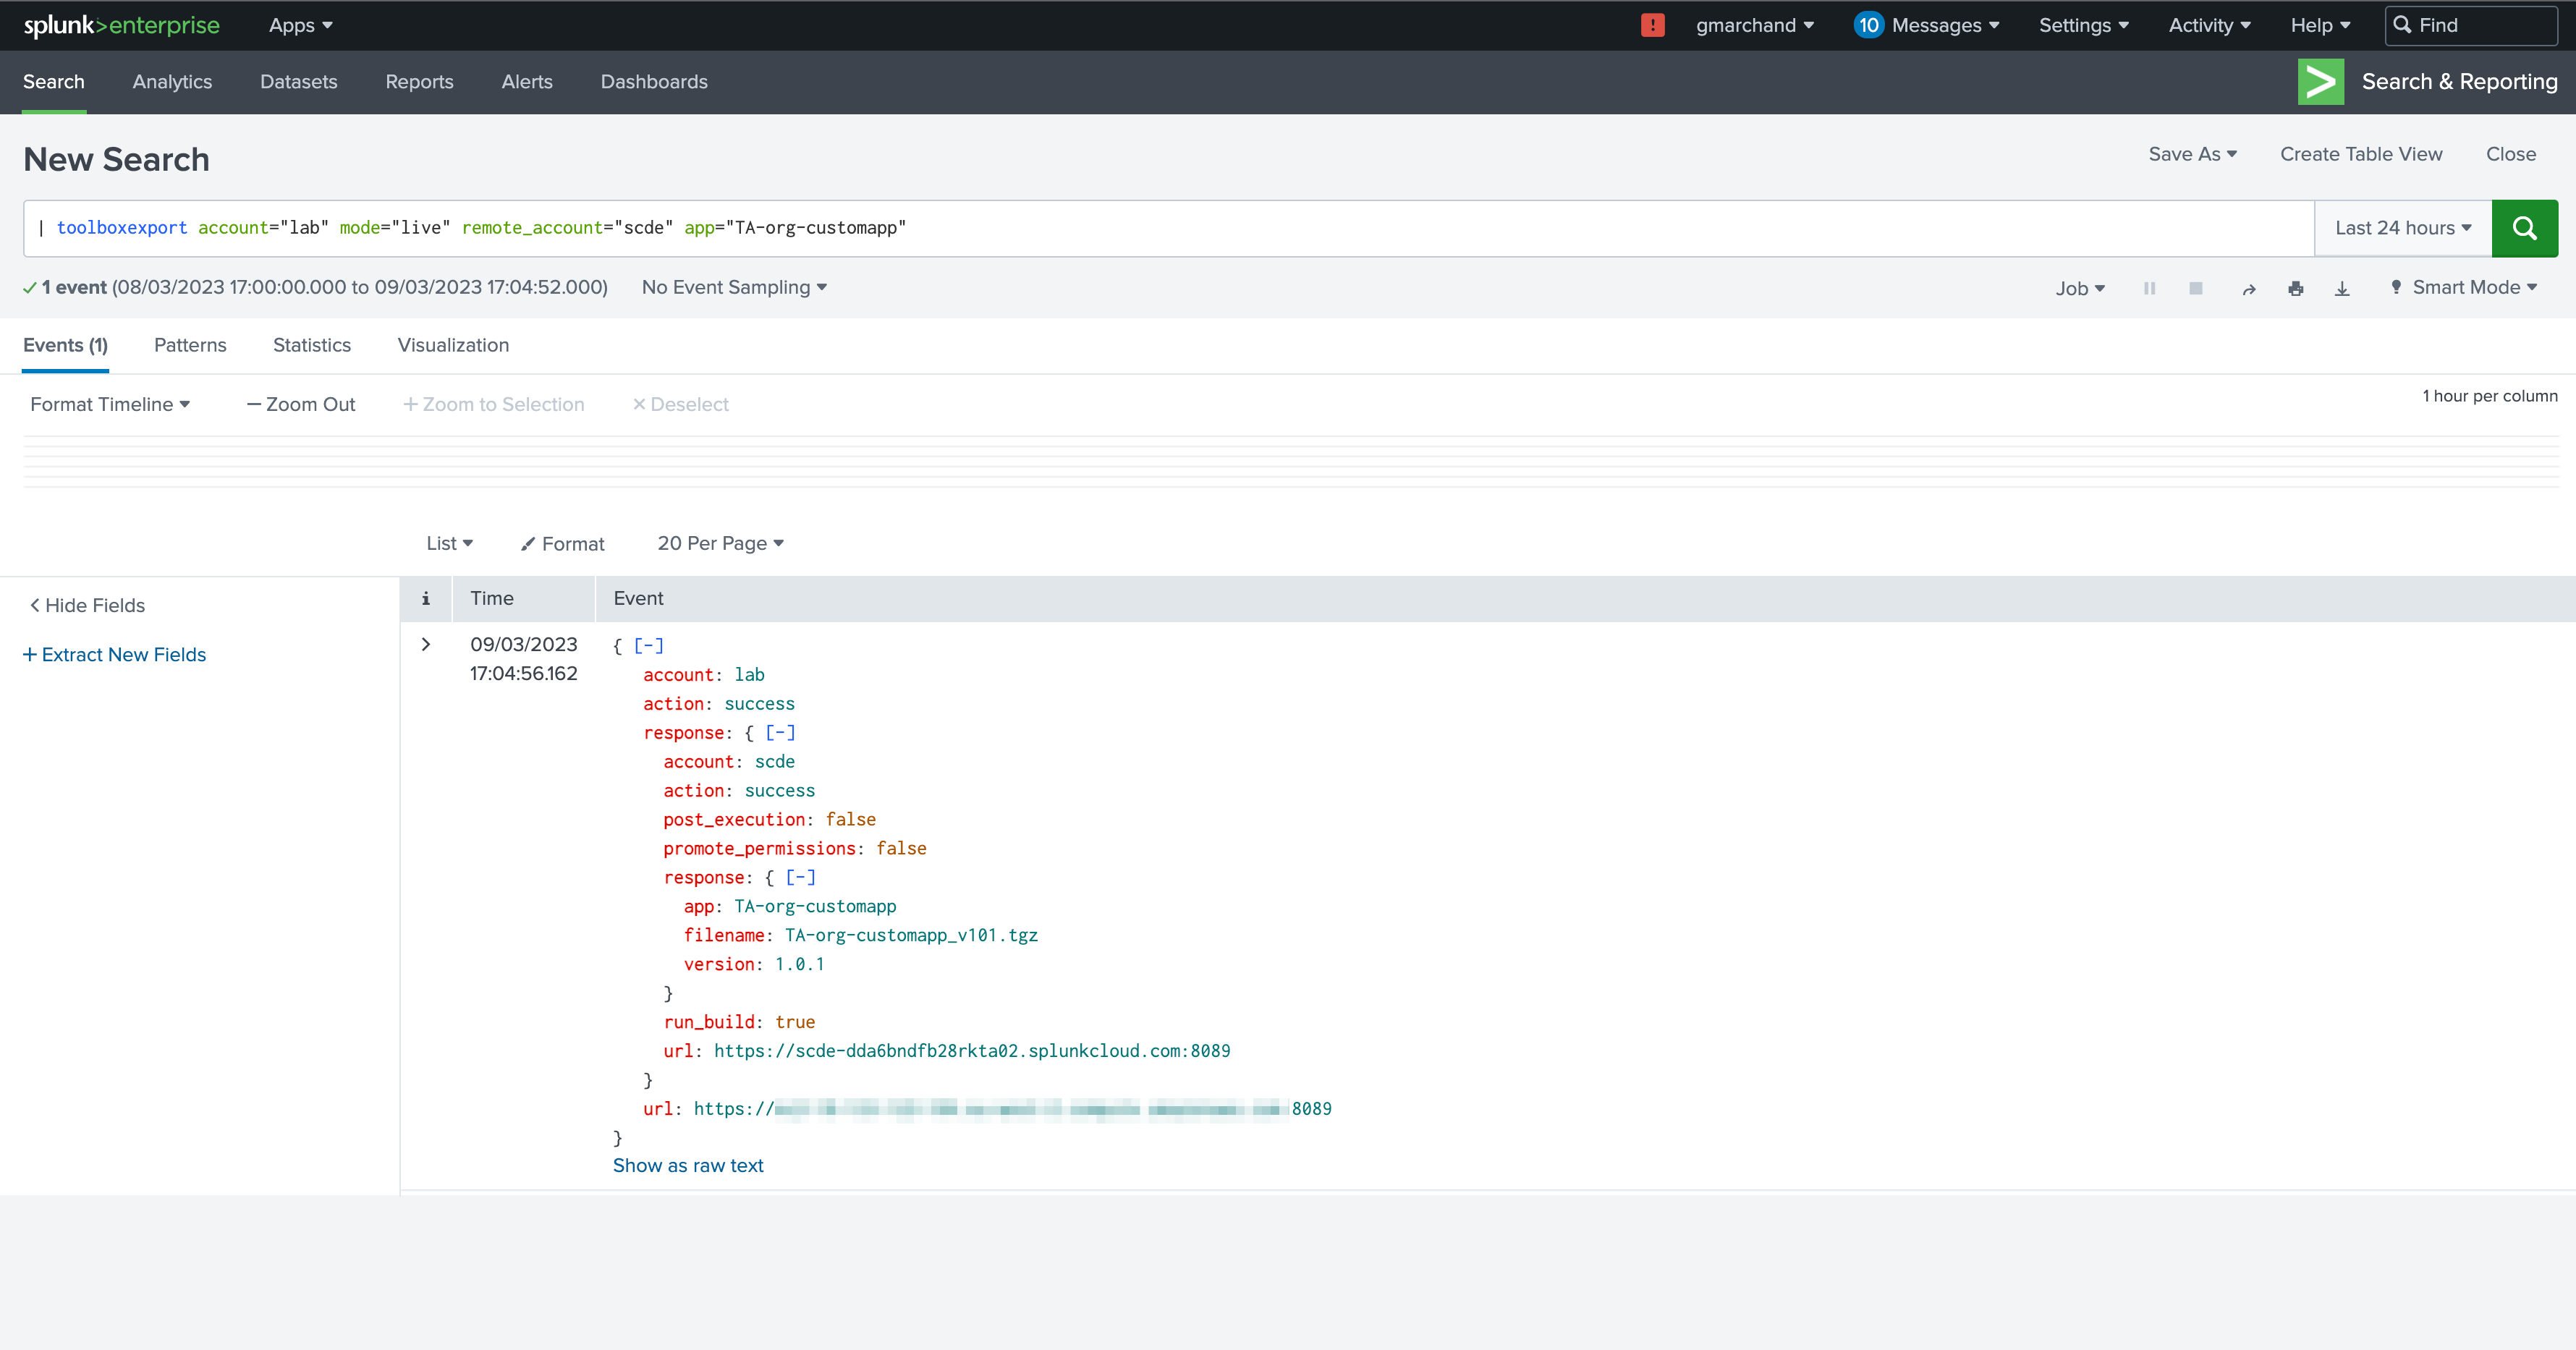 splunk>enterprise Apps ! gmarchand 10 Messages Settings Activity Help Find
Search Analytics Datasets Reports Alerts Dashboards > Search & Reporting
New Search Save As Create Table View Close
| toolboxexport account="lab" mode="live" remote_account="scde" app="TA-org-customapp" Last 24 hours
✓ 1 event (08/03/2023 17:00:00.000 to 09/03/2023 17:04:52.000) No Event Sampling Job Smart Mode
Events (1) Patterns Statistics Visualization
Format Timeline — Zoom Out + Zoom to Selection × Deselect 1 hour per column
List Format 20 Per Page
< Hide Fields i Time Event
+ Extract New Fields
> 09/03/2023 { [-]
17:04:56.162 account: lab
action: success
response: { [-]
account: scde
action: success
post_execution: false
promote_permissions: false
response: { [-]
app: TA-org-customapp
filename: TA-org-customapp_v101.tgz
version: 1.0.1
}
run_build: true
url: https://scde-dda6bndfb28rkta02.splunkcloud.com:8089
}
url: https:// 8089
}
Show as raw text